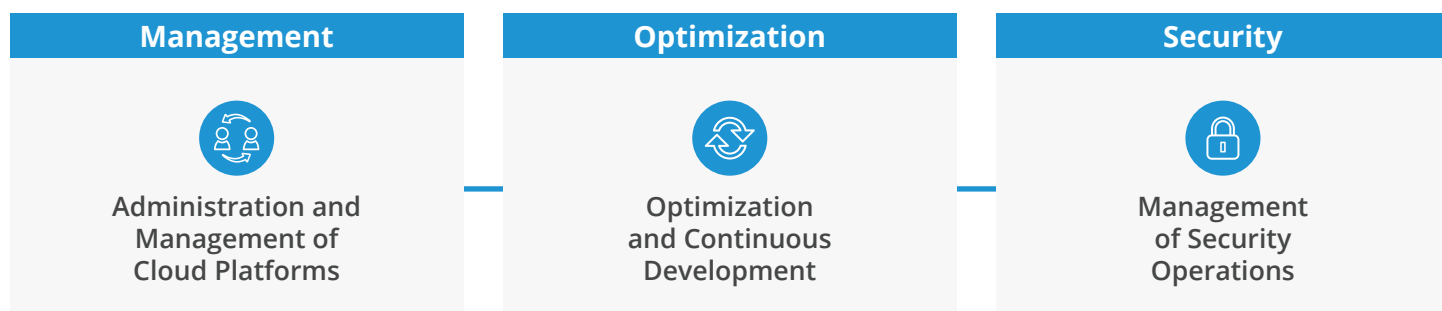 Management
Administration and
Management of
Cloud Platforms
Optimization
Optimization
and Continuous
Development
Security
Management
of Security
Operations